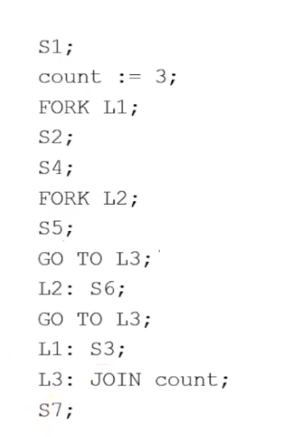 S1;
count := 3;
FORK L1;
S2;
S4;
FORK L2;
S5;
GO TO L3;
L2: S6;
GO TO L3;
L1: S3;
L3: JOIN count;
S7;